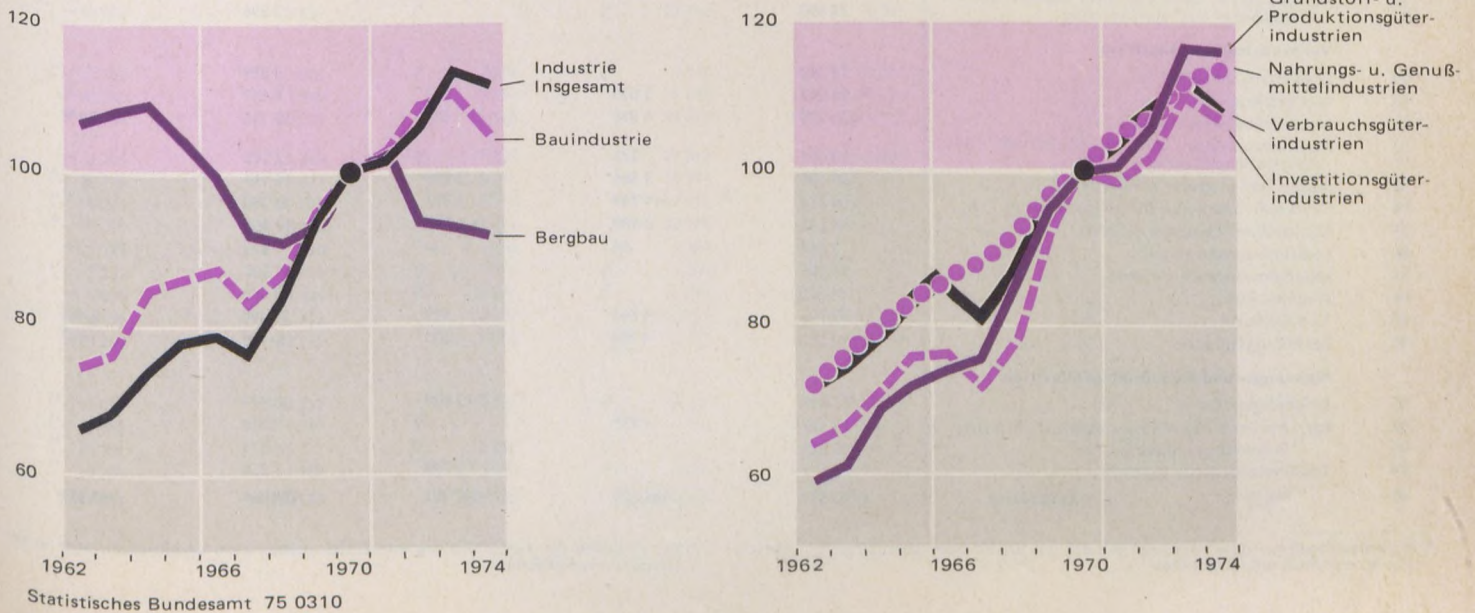 120
100
80
60
1962
1966
1970
1974
Industrie
Insgesamt
Bauindustrie
Bergbau
Statistisches Bundesamt 75 0310
120
100
80
60
1962
1966
1970
1974
Grundstoff- u.
Produktionsgüter-
industrien
Nahrungs- u. Genuß-
mittelindustrien
Verbrauchsgüter-
industrien
Investitionsgüter-
industrien